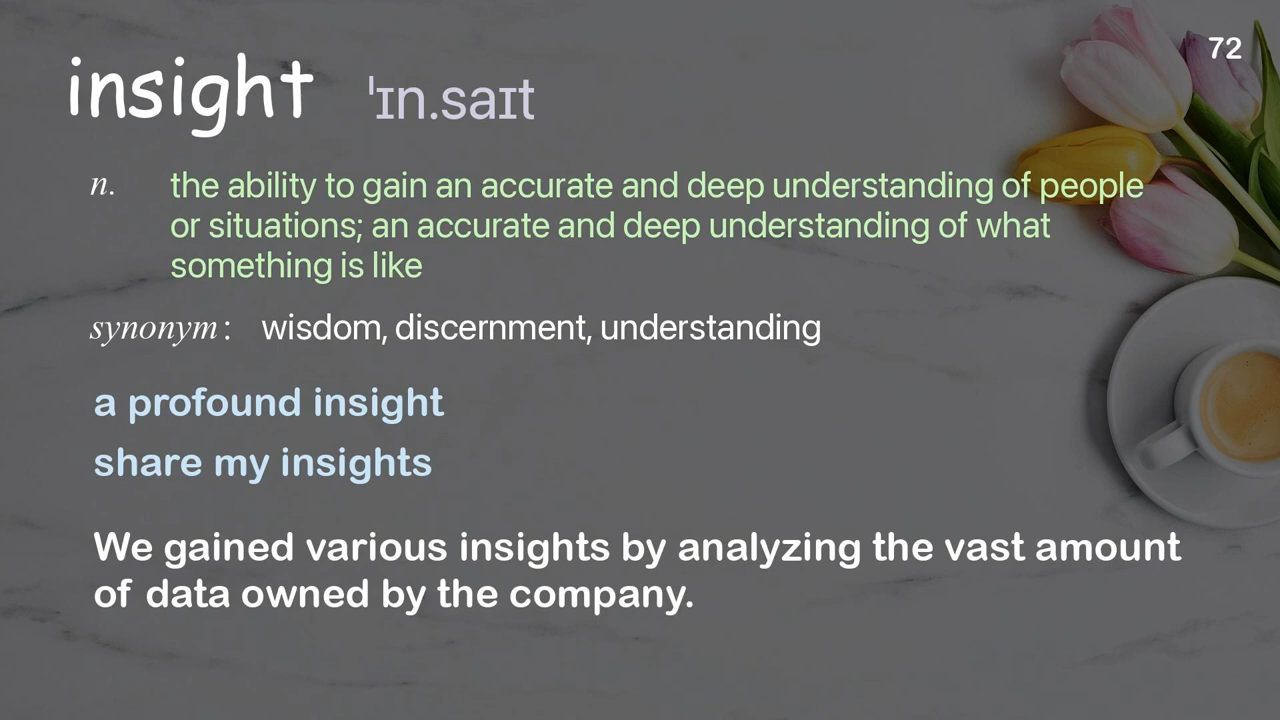 72
insight ˈɪn.saɪt
n. the ability to gain an accurate and deep understanding of people
or situations; an accurate and deep understanding of what
something is like
synonym: wisdom, discernment, understanding
a profound insight
share my insights
We gained various insights by analyzing the vast amount
of data owned by the company.